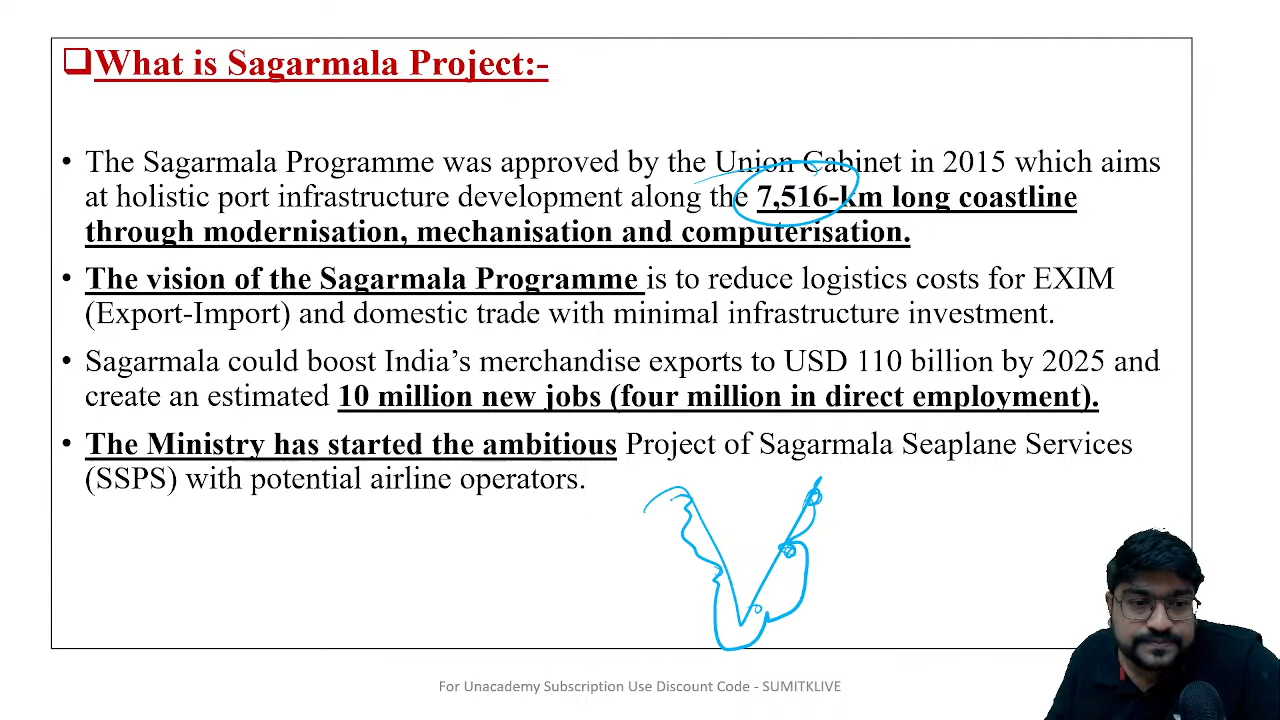 What is Sagarmala Project:-
• The Sagarmala Programme was approved by the Union Cabinet in 2015 which aims
at holistic port infrastructure development along the 7,516-km long coastline
through modernisation, mechanisation and computerisation.
• The vision of the Sagarmala Programme is to reduce logistics costs for EXIM
(Export-Import) and domestic trade with minimal infrastructure investment.
• Sagarmala could boost India’s merchandise exports to USD 110 billion by 2025 and
create an estimated 10 million new jobs (four million in direct employment).
• The Ministry has started the ambitious Project of Sagarmala Seaplane Services
(SSPS) with potential airline operators.
For Unacademy Subscription Use Discount Code - SUMITKLIVE